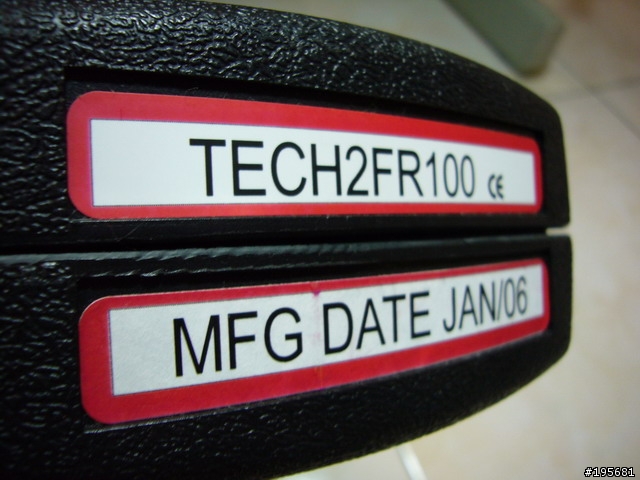 TECH2FR100 CE
MFG DATE JAN/06
#195681